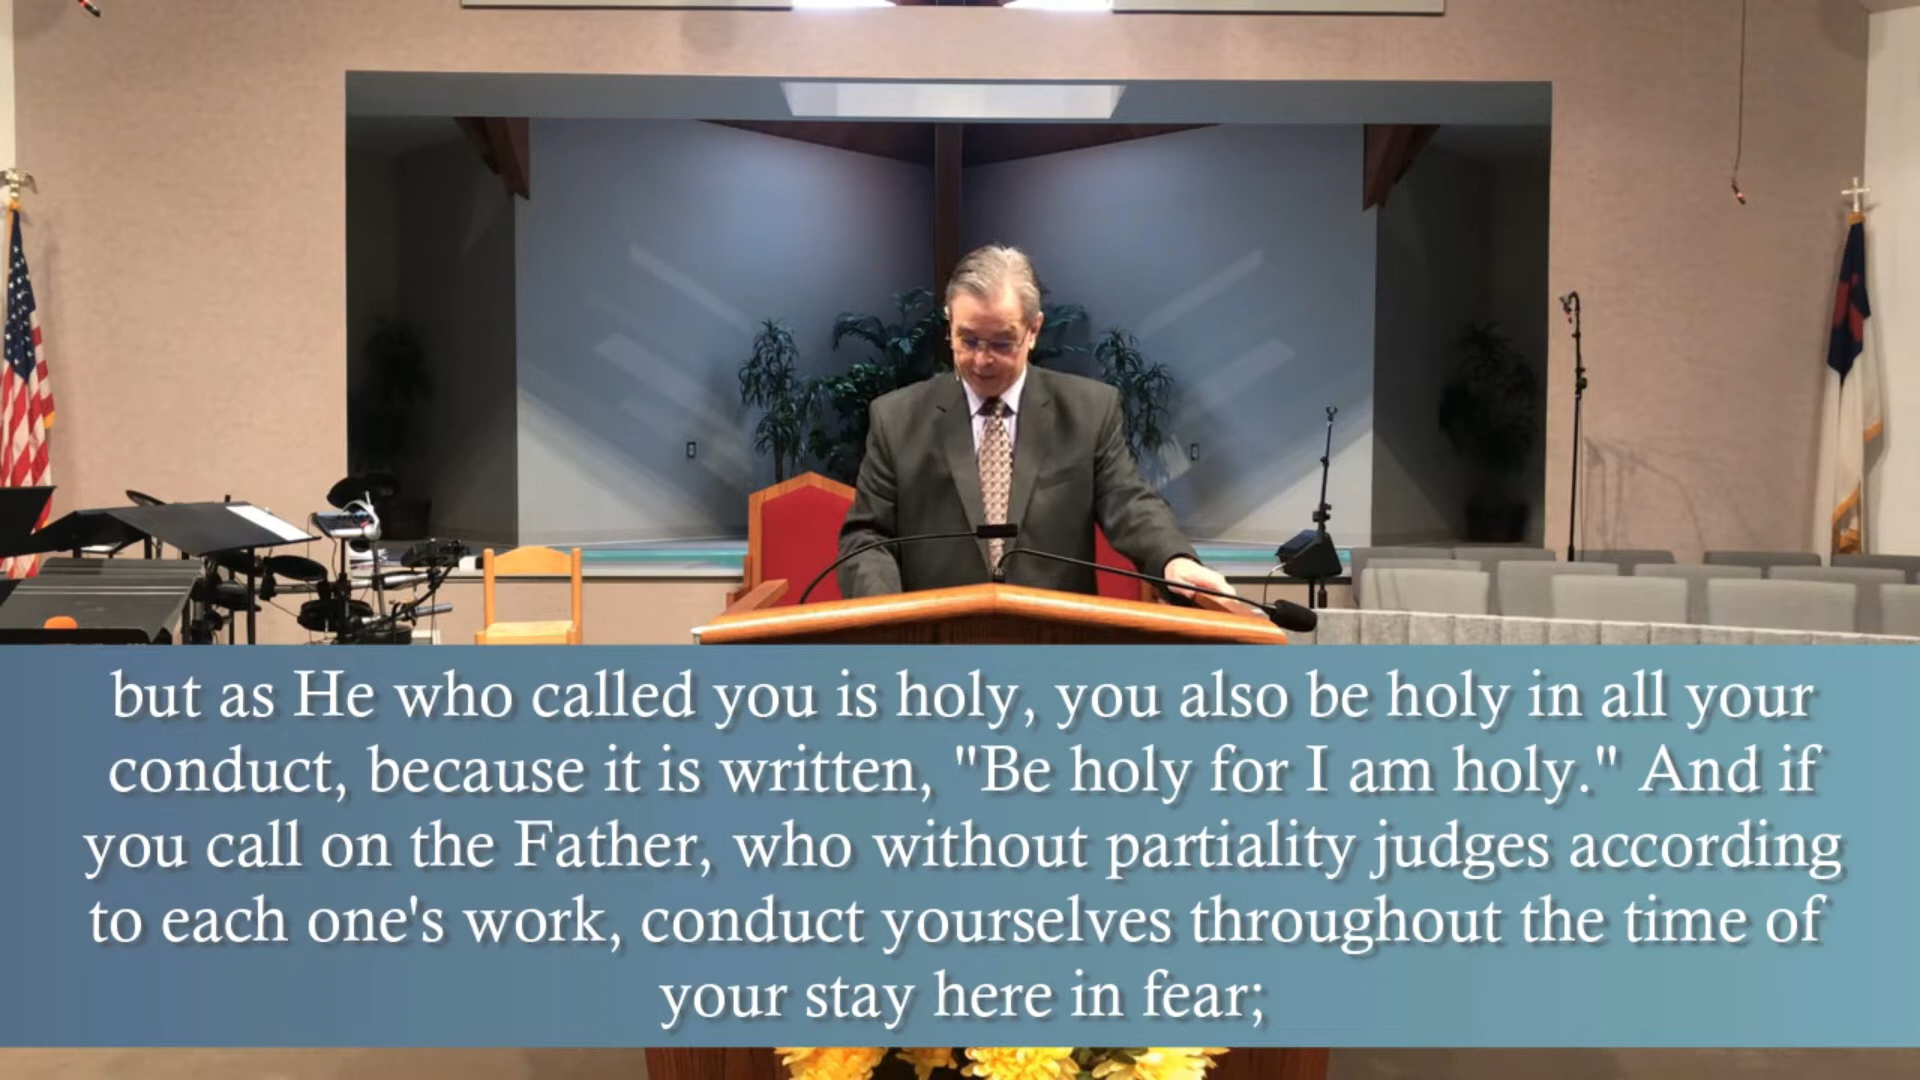 but as He who called you is holy, you also be holy in all your
conduct, because it is written, "Be holy for I am holy." And if
you call on the Father, who without partiality judges according
to each one's work, conduct yourselves throughout the time of
your stay here in fear;